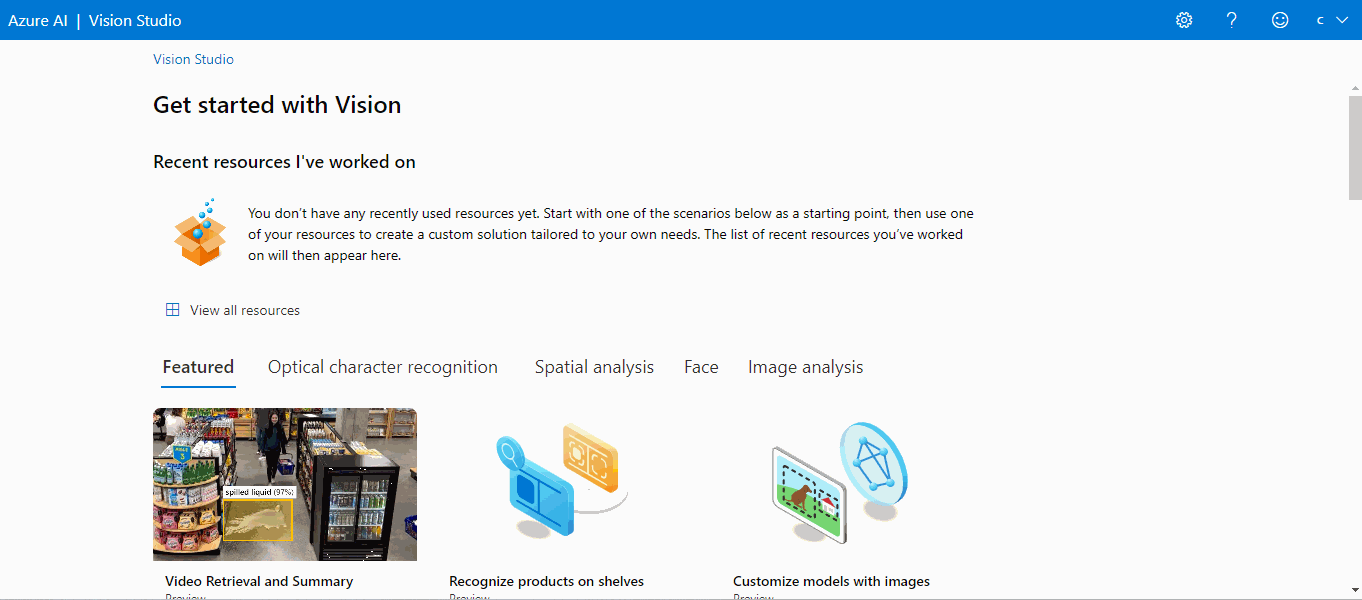 Azure AI | Vision Studio
c
Vision Studio
Get started with Vision
Recent resources I've worked on
You don’t have any recently used resources yet. Start with one of the scenarios below as a starting point, then use one
of your resources to create a custom solution tailored to your own needs. The list of recent resources you’ve worked
on will then appear here.
View all resources
Featured Optical character recognition Spatial analysis Face Image analysis
AISLE
3
spilled liquid (97%)
Video Retrieval and Summary Recognize products on shelves Customize models with images
Preview Preview Preview